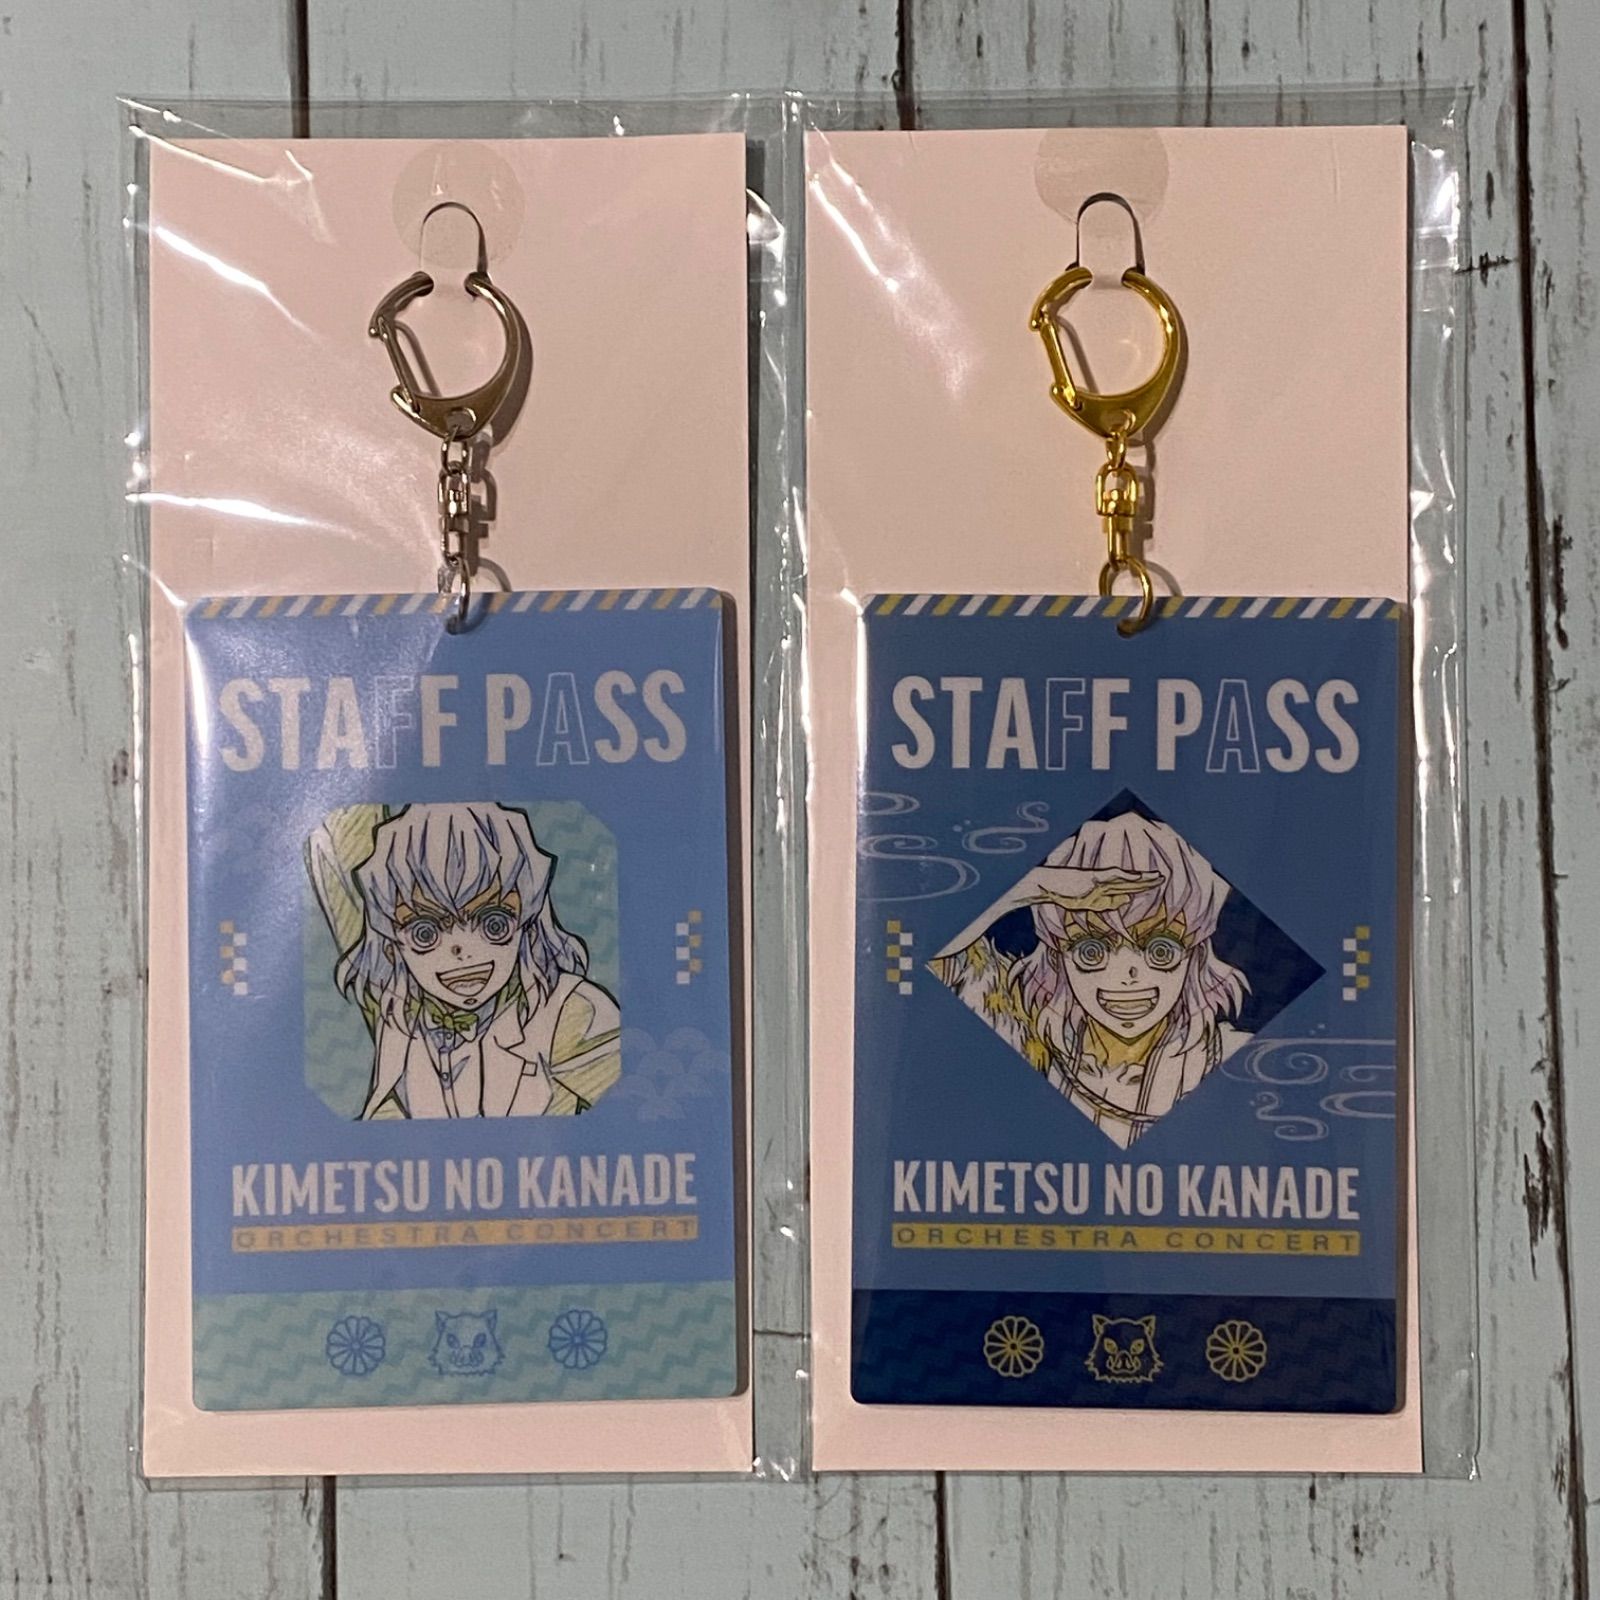 STAFF PASS
KIMETSU NO KANADE
ORCHESTRA CONCERT
STAFF PASS
KIMETSU NO KANADE
ORCHESTRA CONCERT